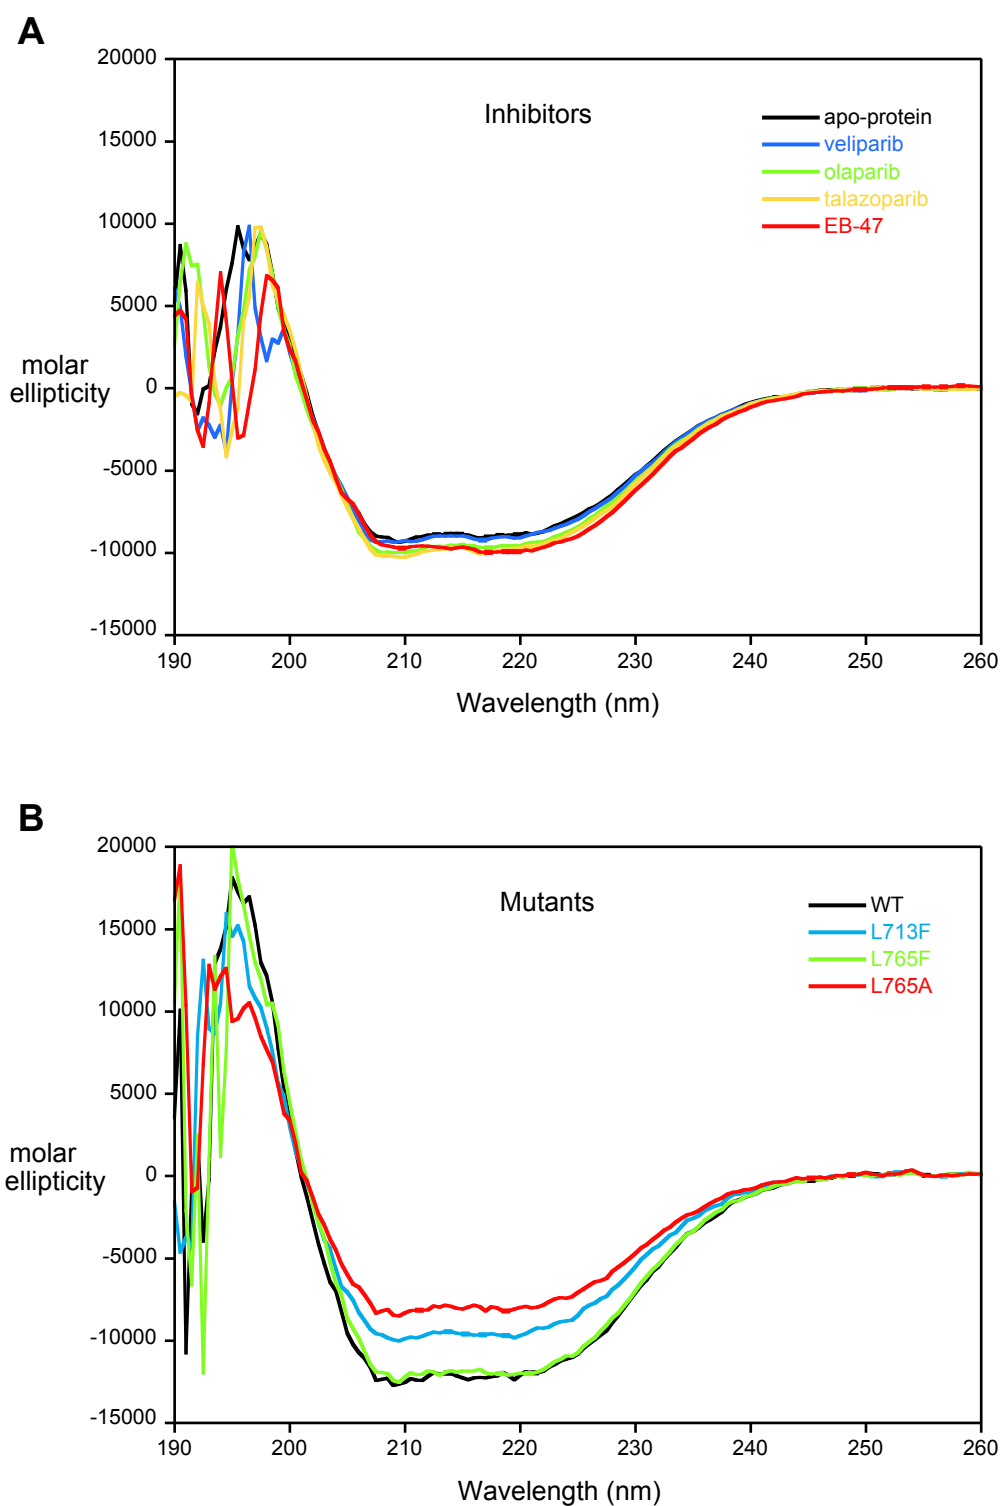 A
20000
Inhibitors
apo-protein
15000
veliparib
olaparib
talazoparib
10000
EB-47
5000
molar
ellipticity
0
-5000
-10000
-15000
190 200 210 220 230 240 250 260
Wavelength (nm)
B
20000
Mutants
WT
L713F
15000
L765F
L765A
10000
5000
molar
ellipticity
0
-5000
-10000
-15000
190 200 210 220 230 240 250 260
Wavelength (nm)